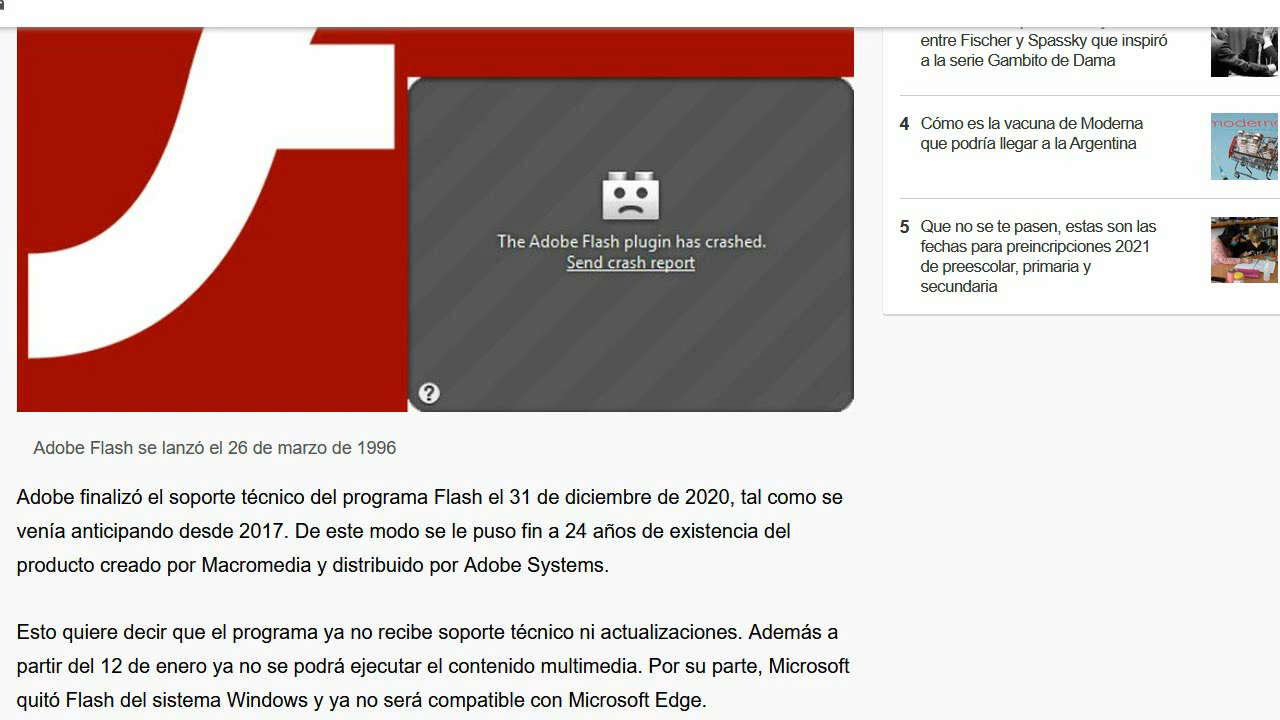 entre Fischer y Spassky que inspiró
a la serie Gambito de Dama
4 Cómo es la vacuna de Moderna
que podría llegar a la Argentina
moderna
5 Que no se te pasen, estas son las
fechas para preincripciones 2021
de preescolar, primaria y
secundaria
The Adobe Flash plugin has crashed.
Send crash report
?
Adobe Flash se lanzó el 26 de marzo de 1996
Adobe finalizó el soporte técnico del programa Flash el 31 de diciembre de 2020, tal como se
venía anticipando desde 2017. De este modo se le puso fin a 24 años de existencia del
producto creado por Macromedia y distribuido por Adobe Systems.
Esto quiere decir que el programa ya no recibe soporte técnico ni actualizaciones. Además a
partir del 12 de enero ya no se podrá ejecutar el contenido multimedia. Por su parte, Microsoft
quitó Flash del sistema Windows y ya no será compatible con Microsoft Edge.